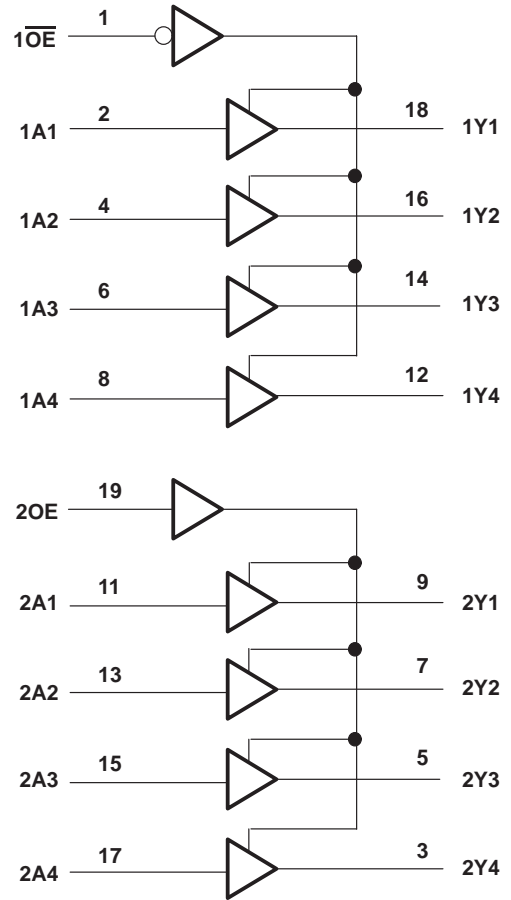 1O̅E̅ 1
1A1 2 18 1Y1
1A2 4 16 1Y2
1A3 6 14 1Y3
1A4 8 12 1Y4
2OE 19
2A1 11 9 2Y1
2A2 13 7 2Y2
2A3 15 5 2Y3
2A4 17 3 2Y4